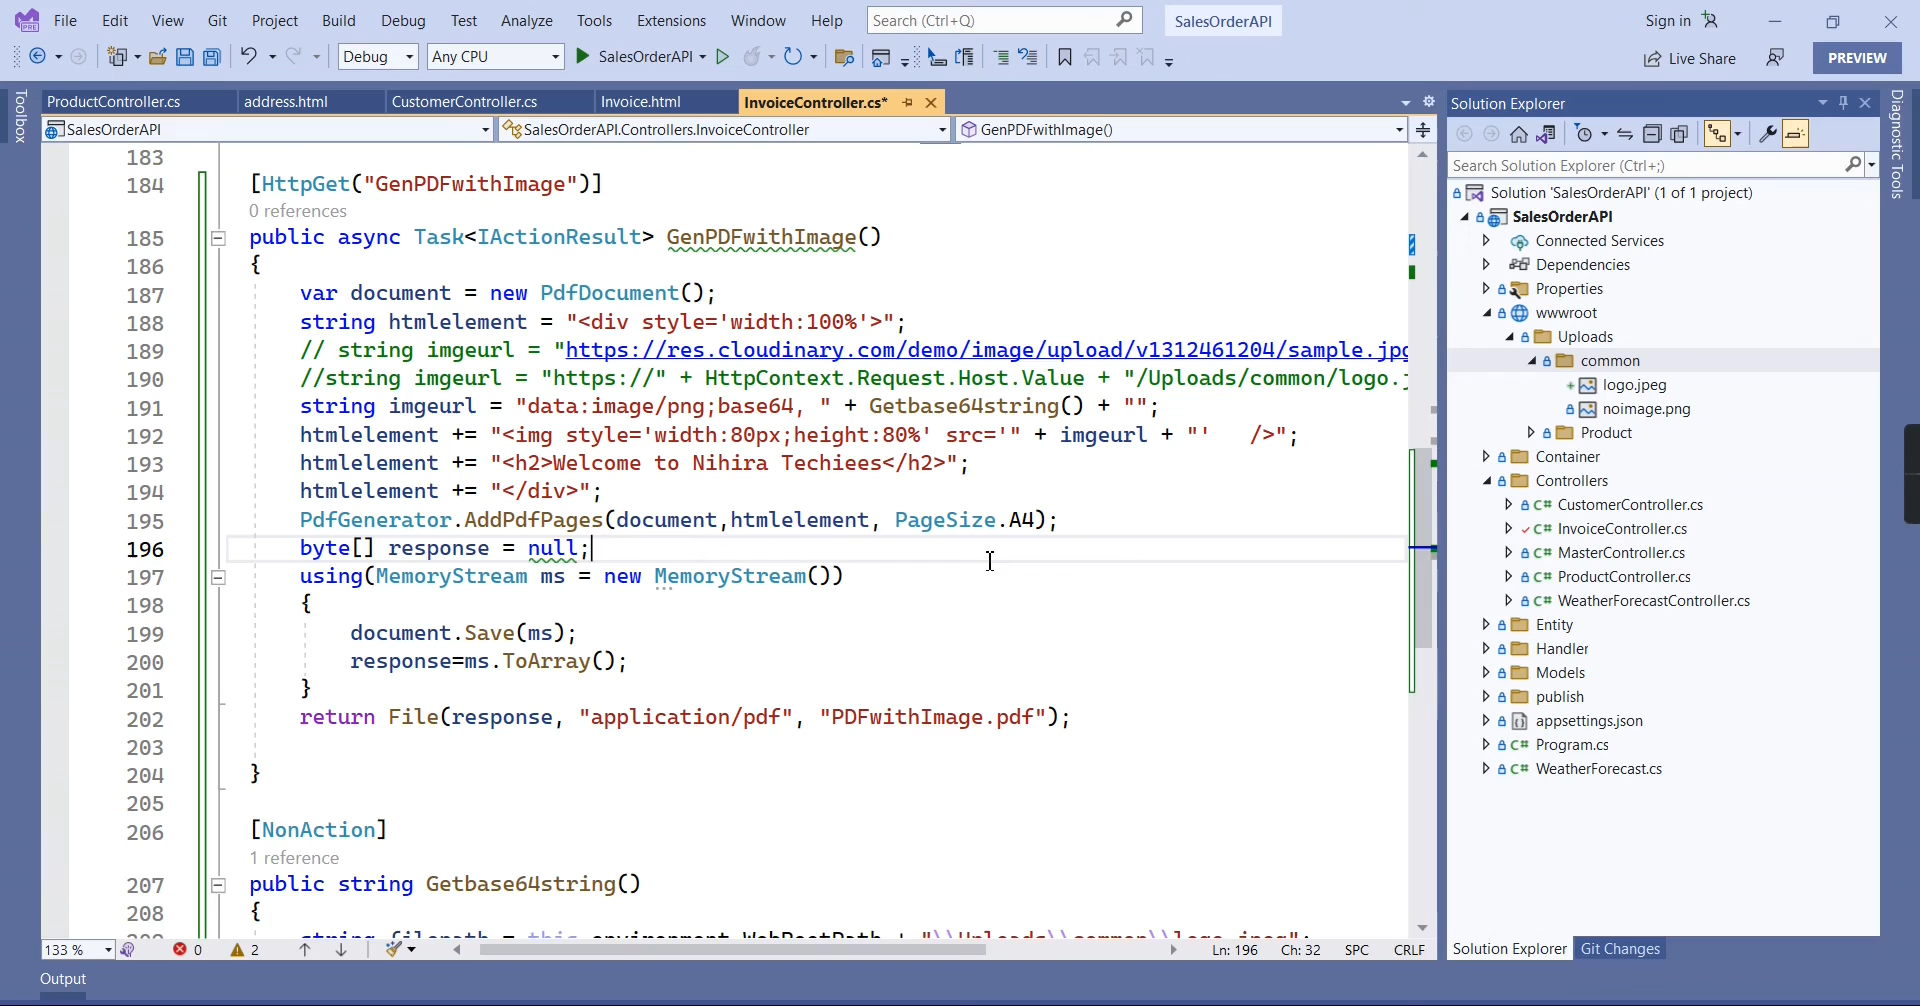 File Edit View Git Project Build Debug Test Analyze Tools Extensions Window Help Search (Ctrl+Q) SalesOrderAPI Sign in
Debug Any CPU SalesOrderAPI Live Share PREVIEW
Toolbox
ProductController.cs address.html CustomerController.cs Invoice.html InvoiceController.cs*
SalesOrderAPI SalesOrderAPI.Controllers.InvoiceController GenPDFwithImage()
183
184 [HttpGet("GenPDFwithImage")]
0 references
185 public async Task<IActionResult> GenPDFwithImage()
186 {
187 var document = new PdfDocument();
188 string htmlelement = "<div style='width:100%'>";
189 // string imgeurl = "https://res.cloudinary.com/demo/image/upload/v1312461204/sample.jpg
190 //string imgeurl = "https://" + HttpContext.Request.Host.Value + "/Uploads/common/logo.j
191 string imgeurl = "data:image/png;base64, " + Getbase64string() + "";
192 htmlelement += "<img style='width:80px;height:80%' src='" + imgeurl + "'   />";
193 htmlelement += "<h2>Welcome to Nihira Techiees</h2>";
194 htmlelement += "</div>";
195 PdfGenerator.AddPdfPages(document,htmlelement, PageSize.A4);
196 byte[] response = null;
197 using(MemoryStream ms = new MemoryStream())
198 {
199 document.Save(ms);
200 response=ms.ToArray();
201 }
202 return File(response, "application/pdf", "PDFwithImage.pdf");
203
204 }
205
206 [NonAction]
1 reference
207 public string Getbase64string()
208 {
133 % 0 2 Ln: 196 Ch: 32 SPC CRLF
Output
Solution Explorer
Search Solution Explorer (Ctrl+;)
Solution 'SalesOrderAPI' (1 of 1 project)
SalesOrderAPI
Connected Services
Dependencies
Properties
wwwroot
Uploads
common
logo.jpeg
noimage.png
Product
Container
Controllers
C# CustomerController.cs
C# InvoiceController.cs
C# MasterController.cs
C# ProductController.cs
C# WeatherForecastController.cs
Entity
Handler
Models
publish
appsettings.json
C# Program.cs
C# WeatherForecast.cs
Solution Explorer Git Changes
Diagnostic Tools